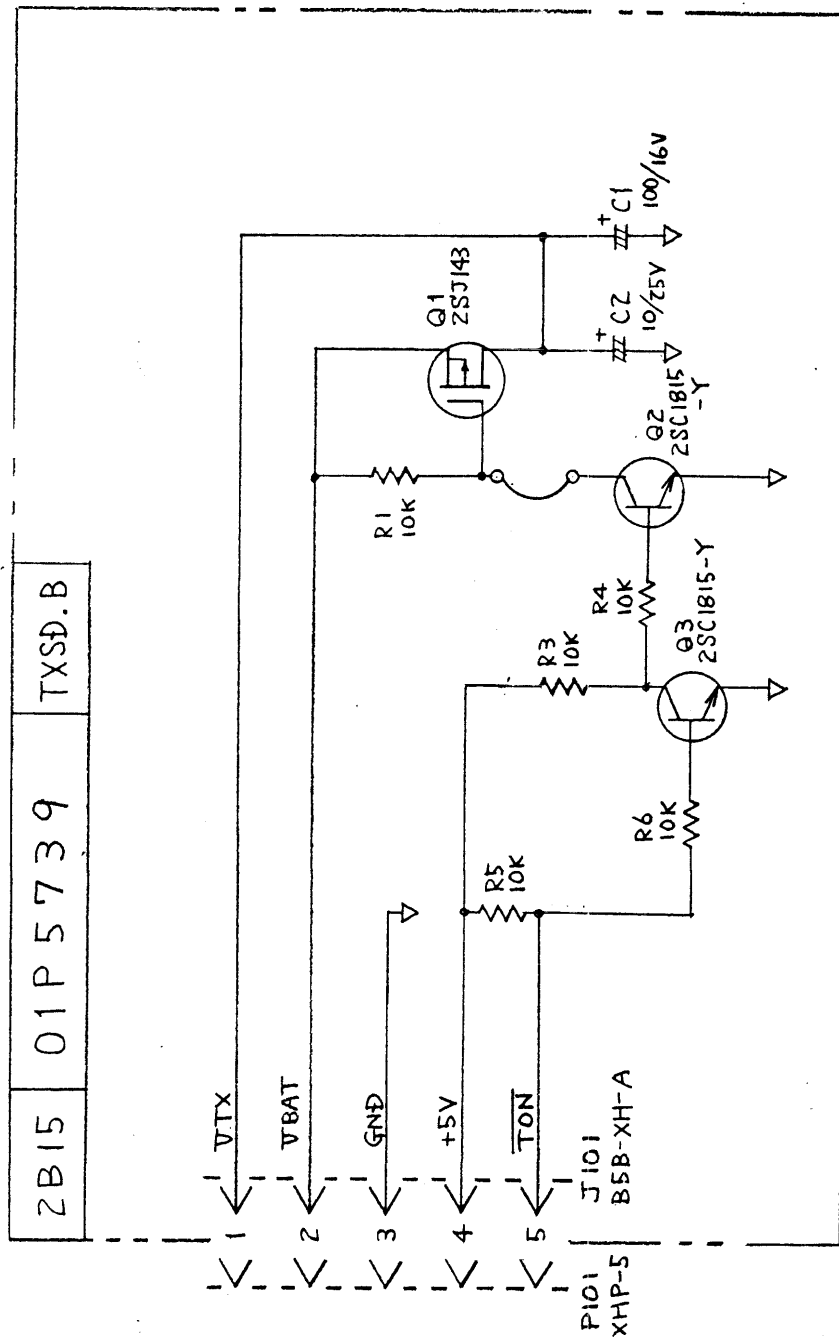 2B15 01P5739 TXSD.B
VTX
VBAT
GND
+5V
T̅O̅N̅
1
2
3
4
5
P101
XHP-5
J101
B5B-XH-A
R5
10K
R6
10K
R3
10K
R4
10K
Q3
2SC1815-Y
R1
10K
Q2
2SC1815
-Y
Q1
2SJ143
+
C2
10/25V
+
C1
100/16V